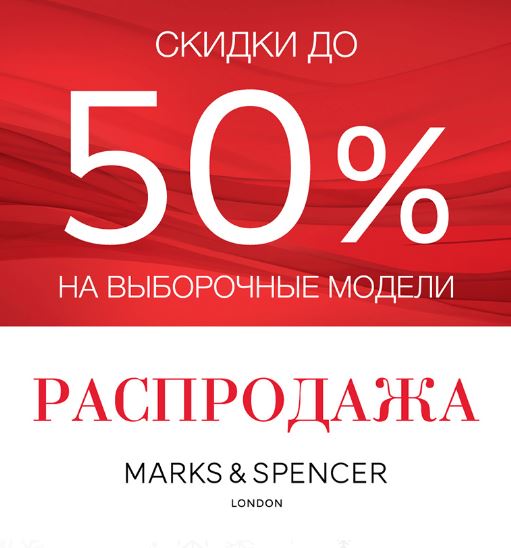 СКИДКИ ДО
50%
НА ВЫБОРОЧНЫЕ МОДЕЛИ
РАСПРОДАЖА
MARKS & SPENCER
LONDON